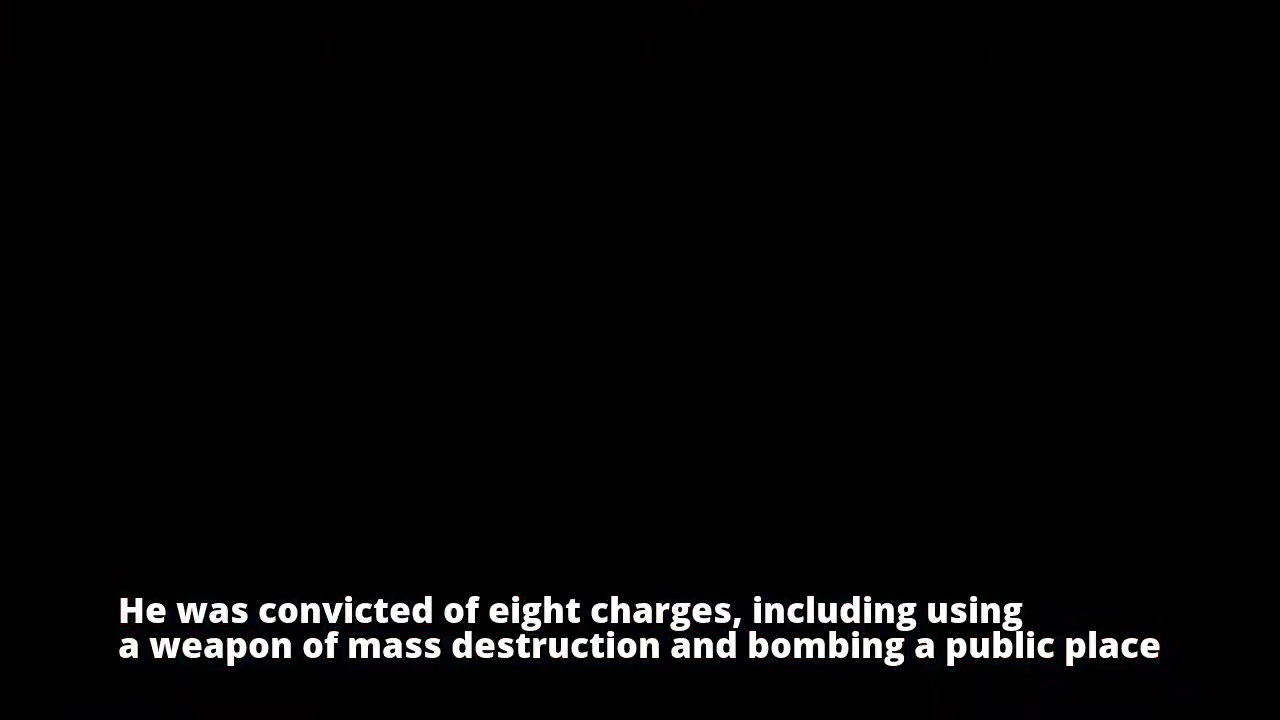 He was convicted of eight charges, including using
a weapon of mass destruction and bombing a public place